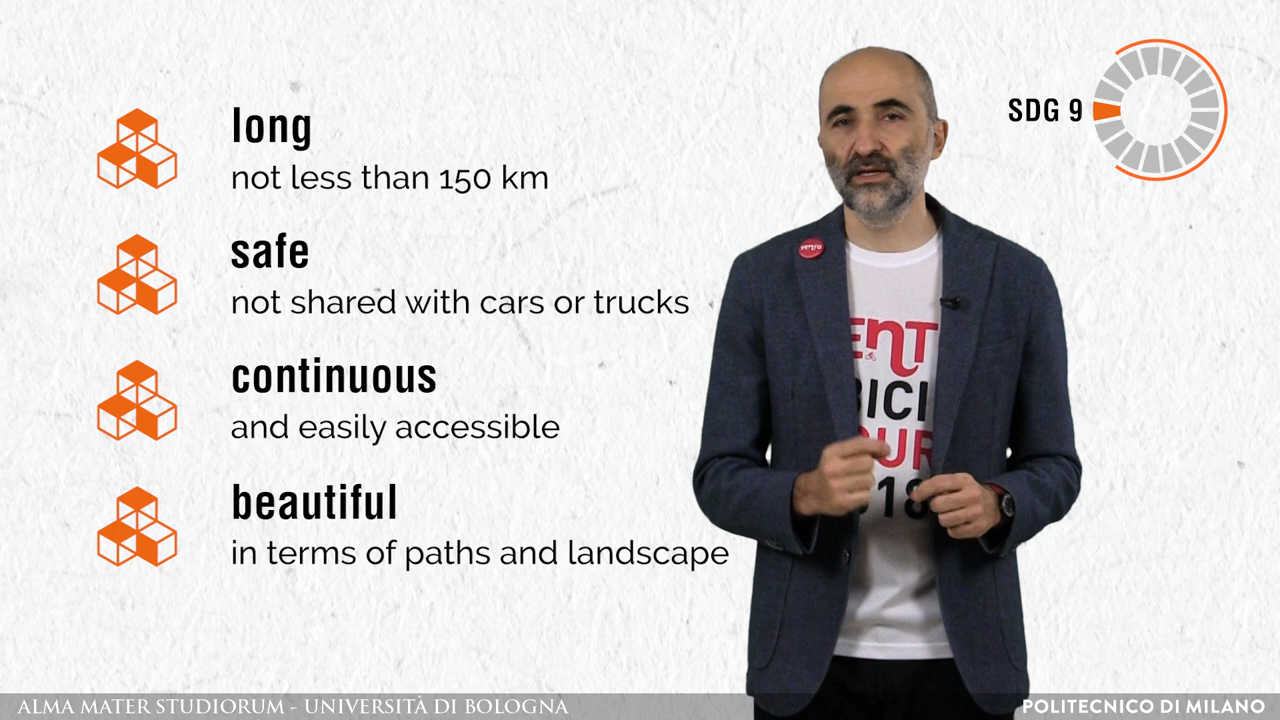 long
not less than 150 km
safe
not shared with cars or trucks
continuous
and easily accessible
beautiful
in terms of paths and landscape
SDG 9
ALMA MATER STUDIORUM - UNIVERSITÀ DI BOLOGNA
POLITECNICO DI MILANO